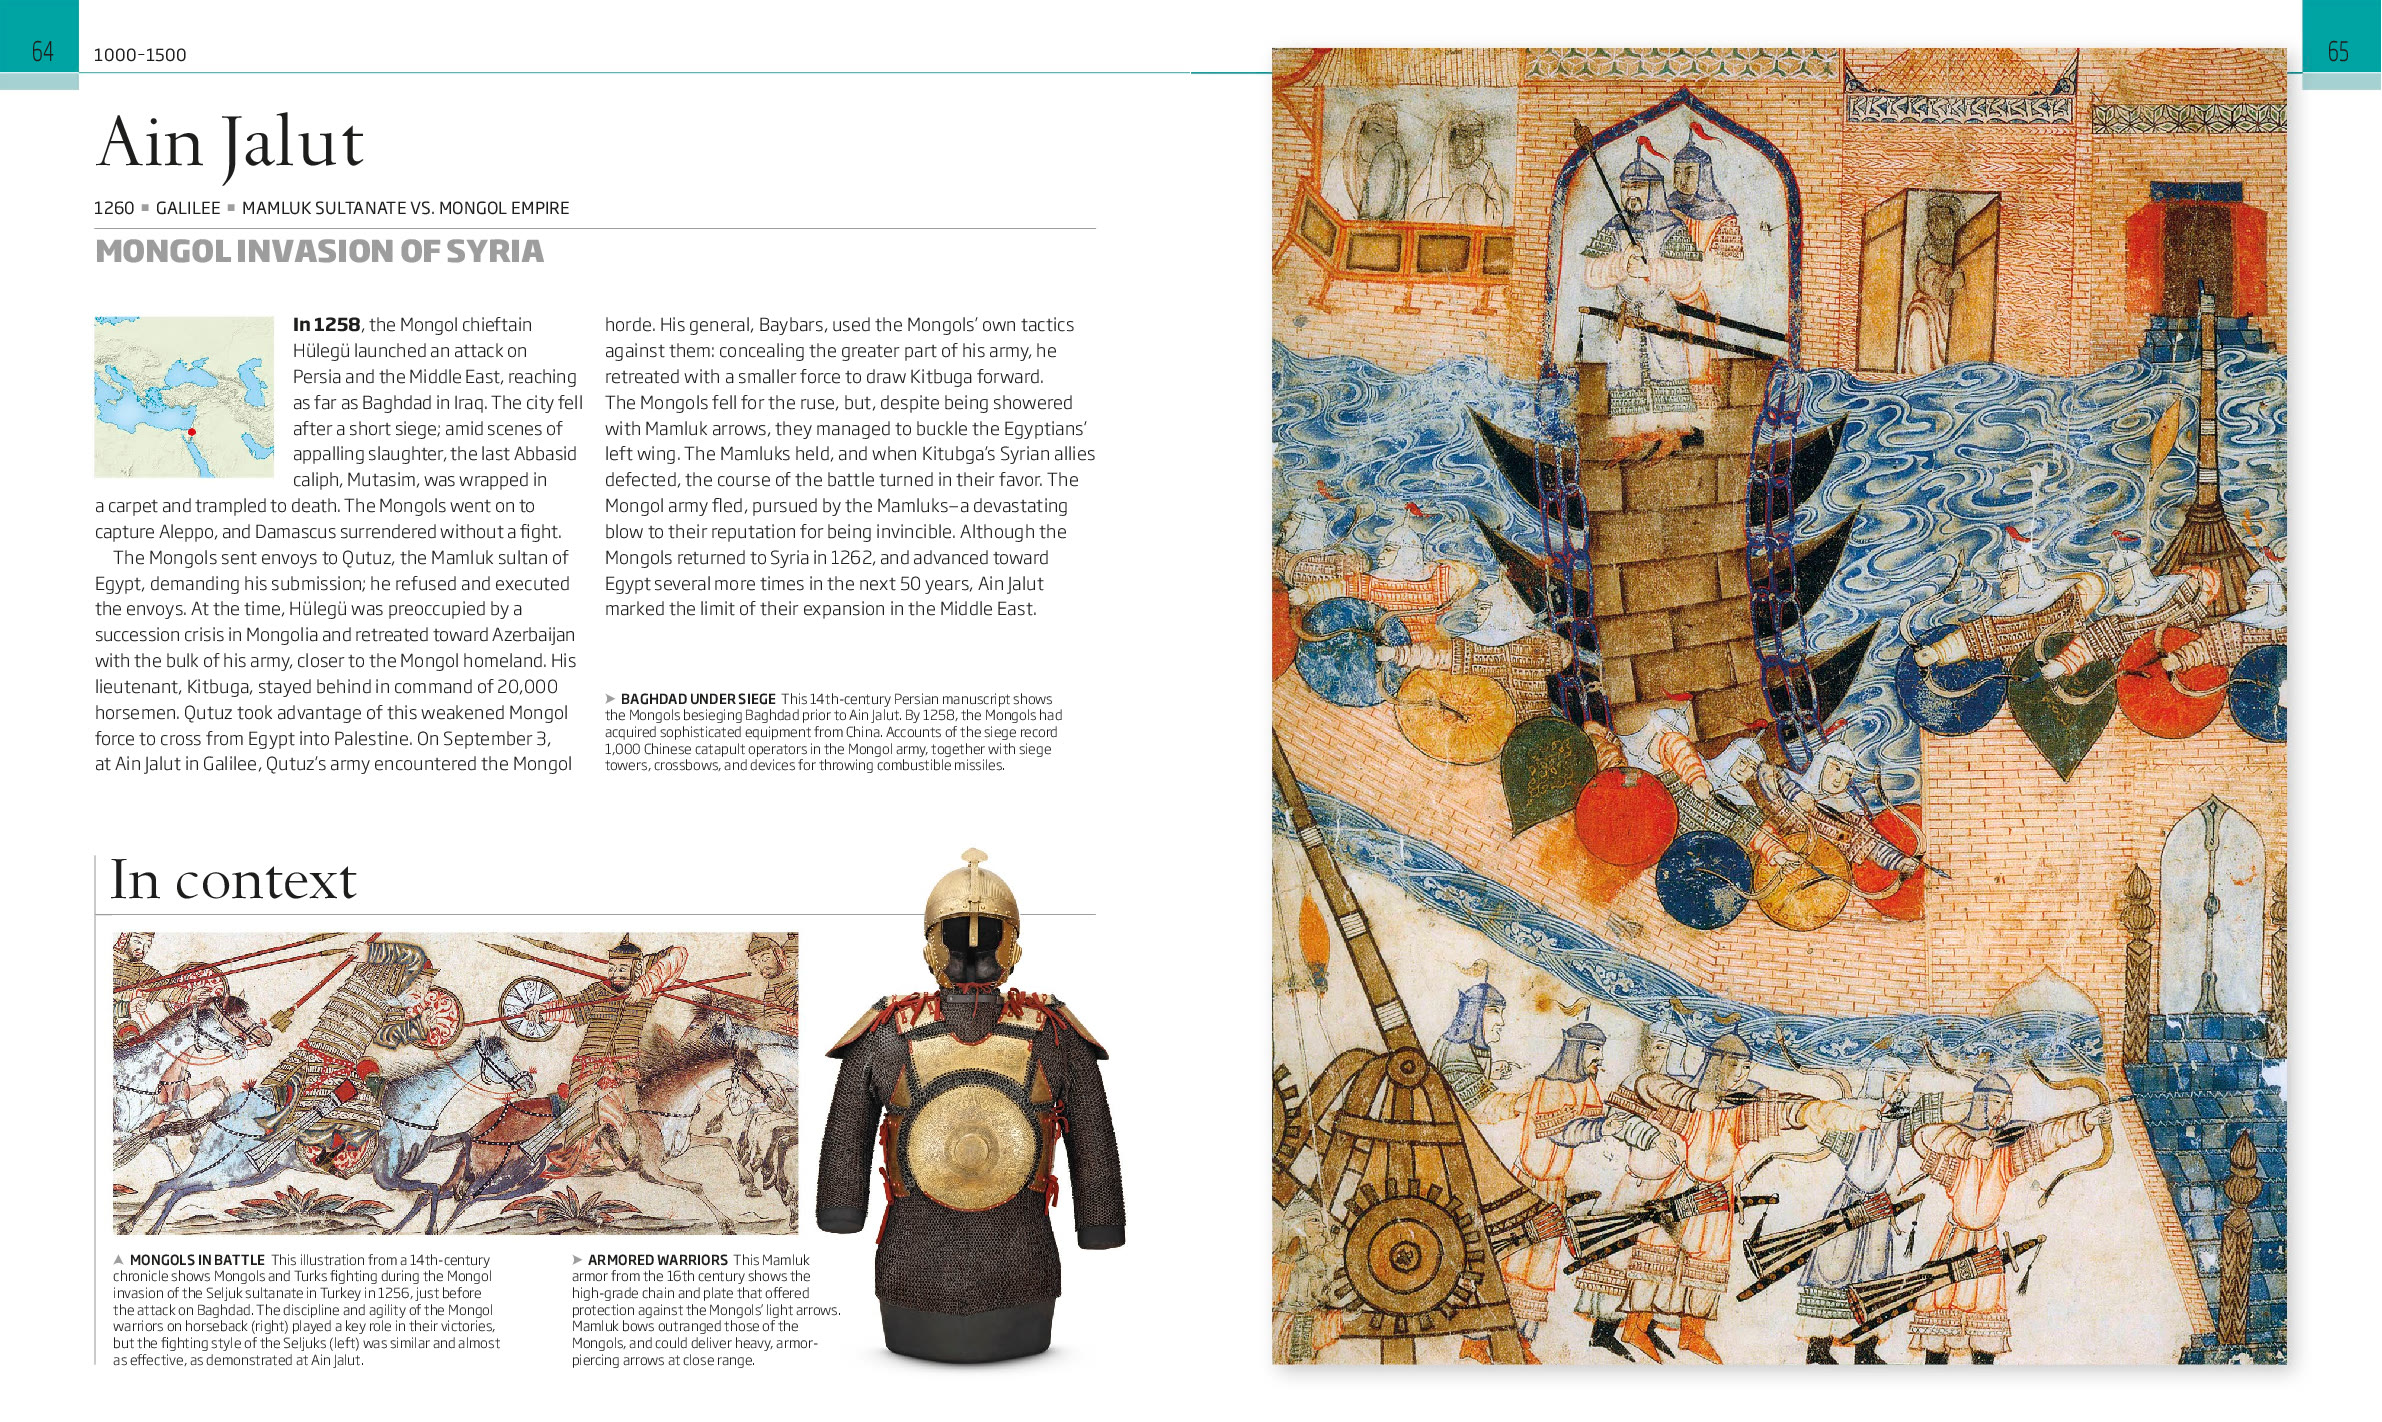 64
1000–1500
65
Ain Jalut
1260 ■ GALILEE ■ MAMLUK SULTANATE VS. MONGOL EMPIRE
MONGOL INVASION OF SYRIA
In 1258, the Mongol chieftain
Hülegü launched an attack on
Persia and the Middle East, reaching
as far as Baghdad in Iraq. The city fell
after a short siege; amid scenes of
appalling slaughter, the last Abbasid
caliph, Mutasim, was wrapped in
a carpet and trampled to death. The Mongols went on to
capture Aleppo, and Damascus surrendered without a fight.
The Mongols sent envoys to Qutuz, the Mamluk sultan of
Egypt, demanding his submission; he refused and executed
the envoys. At the time, Hülegü was preoccupied by a
succession crisis in Mongolia and retreated toward Azerbaijan
with the bulk of his army, closer to the Mongol homeland. His
lieutenant, Kitbuga, stayed behind in command of 20,000
horsemen. Qutuz took advantage of this weakened Mongol
force to cross from Egypt into Palestine. On September 3,
at Ain Jalut in Galilee, Qutuz’s army encountered the Mongol
horde. His general, Baybars, used the Mongols’ own tactics
against them: concealing the greater part of his army, he
retreated with a smaller force to draw Kitbuga forward.
The Mongols fell for the ruse, but, despite being showered
with Mamluk arrows, they managed to buckle the Egyptians’
left wing. The Mamluks held, and when Kitubga’s Syrian allies
defected, the course of the battle turned in their favor. The
Mongol army fled, pursued by the Mamluks—a devastating
blow to their reputation for being invincible. Although the
Mongols returned to Syria in 1262, and advanced toward
Egypt several more times in the next 50 years, Ain Jalut
marked the limit of their expansion in the Middle East.
➤ BAGHDAD UNDER SIEGE This 14th-century Persian manuscript shows
the Mongols besieging Baghdad prior to Ain Jalut. By 1258, the Mongols had
acquired sophisticated equipment from China. Accounts of the siege record
1,000 Chinese catapult operators in the Mongol army, together with siege
towers, crossbows, and devices for throwing combustible missiles.
In context
⮝ MONGOLS IN BATTLE This illustration from a 14th-century
chronicle shows Mongols and Turks fighting during the Mongol
invasion of the Seljuk sultanate in Turkey in 1256, just before
the attack on Baghdad. The discipline and agility of the Mongol
warriors on horseback (right) played a key role in their victories,
but the fighting style of the Seljuks (left) was similar and almost
as effective, as demonstrated at Ain Jalut.
➤ ARMORED WARRIORS This Mamluk
armor from the 16th century shows the
high-grade chain and plate that offered
protection against the Mongols’ light arrows.
Mamluk bows outranged those of the
Mongols, and could deliver heavy, armor-
piercing arrows at close range.